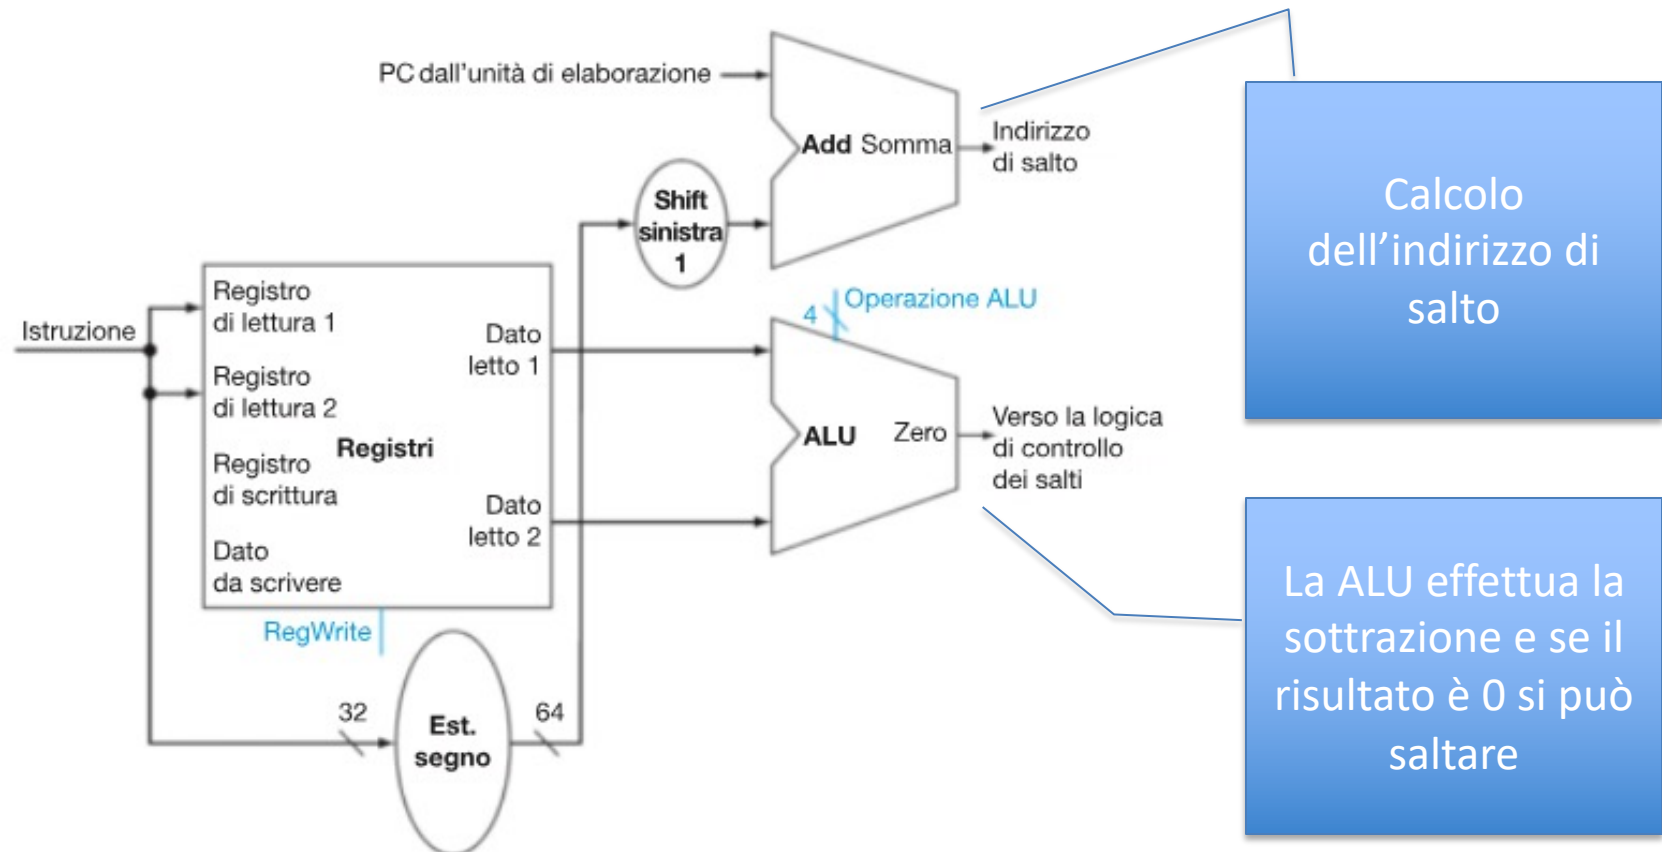 PC dall'unità di elaborazione
Add Somma
Indirizzo
di salto
Shift
sinistra
1
Calcolo
dell’indirizzo di
salto
Istruzione
Registro
di lettura 1
Registro
di lettura 2
Registri
Registro
di scrittura
Dato
da scrivere
Dato
letto 1
Dato
letto 2
RegWrite
4
Operazione ALU
ALU
Zero
Verso la logica
di controllo
dei salti
32
Est.
segno
64
La ALU effettua la
sottrazione e se il
risultato è 0 si può
saltare